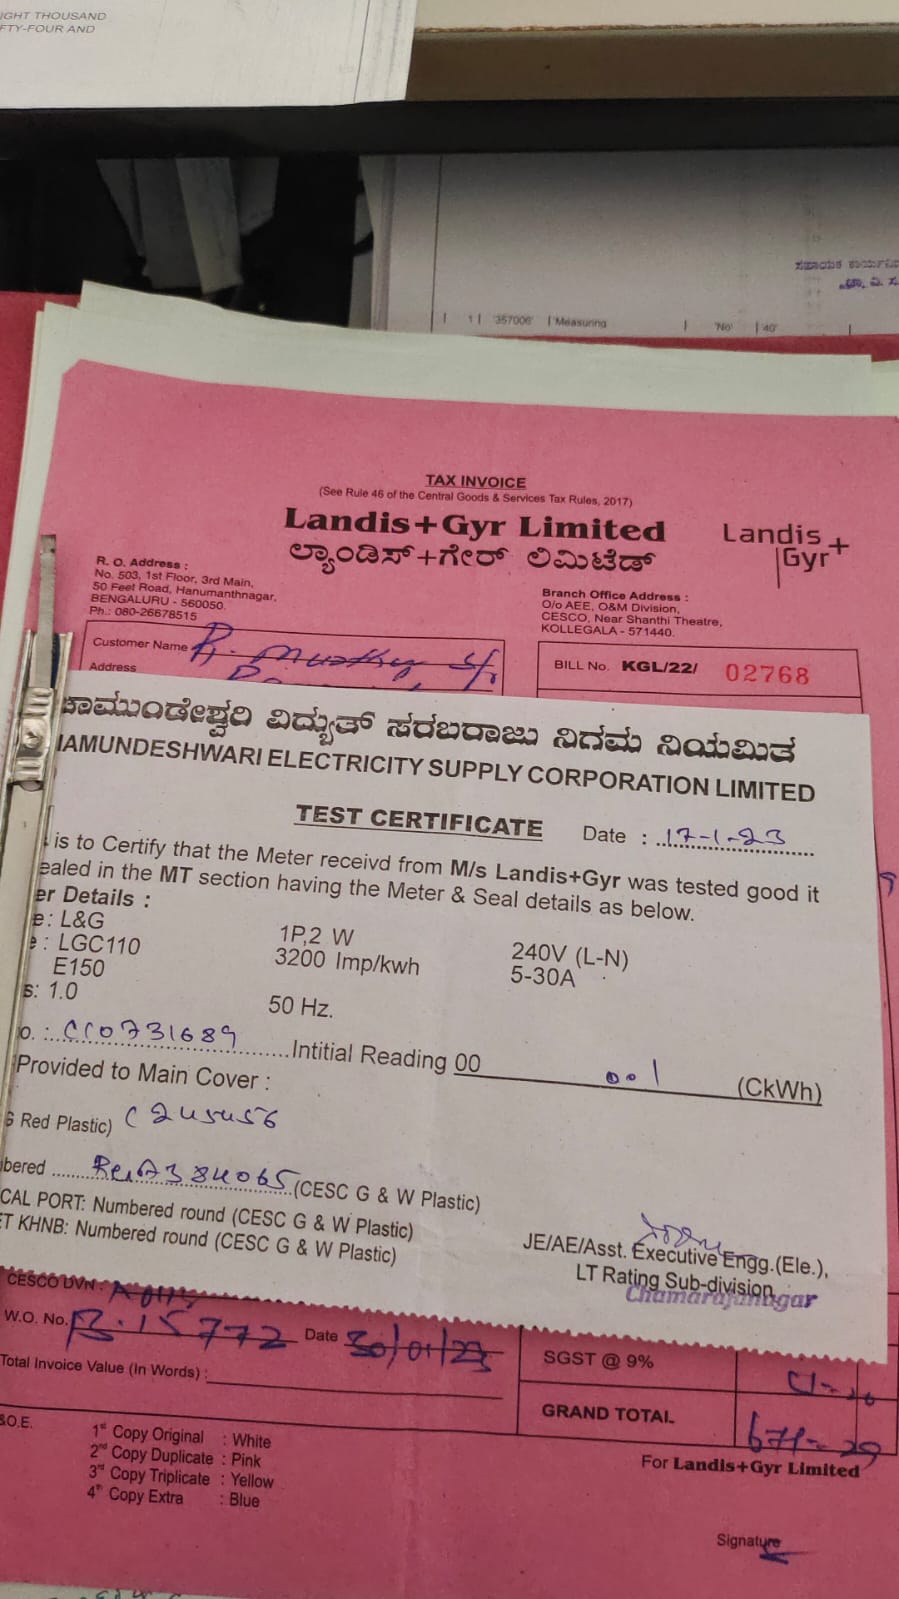 IGHT THOUSAND
FTY-FOUR AND
ಸಹಾಯಕ ಕಾರ್ಯನಿ
1 '357006' 'Measuring 'No' '40'
TAX INVOICE
(See Rule 46 of the Central Goods & Services Tax Rules, 2017)
Landis+Gyr Limited
ಲ್ಯಾಂಡಿಸ್+ಗೇರ್ ಲಿಮಿಟೆಡ್
Landis
Gyr+
R. O. Address :
No. 503, 1st Floor, 3rd Main,
50 Feet Road, Hanumanthnagar,
BENGALURU - 560050.
Ph.: 080-26678515
Branch Office Address :
O/o AEE, O&M Division,
CESCO, Near Shanthi Theatre,
KOLLEGALA - 571440.
Customer Name
Address
BILL No. KGL/22/ 02768
ಚಾಮುಂಡೇಶ್ವರಿ ವಿದ್ಯುತ್ ಸರಬರಾಜು ನಿಗಮ ನಿಯಮಿತ
IAMUNDESHWARI ELECTRICITY SUPPLY CORPORATION LIMITED
TEST CERTIFICATE
Date : 17-1-23
is to Certify that the Meter receivd from M/s Landis+Gyr was tested good it
ealed in the MT section having the Meter & Seal details as below.
er Details :
e: L&G 1P,2 W 240V (L-N)
e : LGC110 3200 Imp/kwh 5-30A
E150
s: 1.0 50 Hz.
o. : CC0731689 Intitial Reading 00 001 (CkWh)
Provided to Main Cover :
Red Plastic)
bered (CESC G & W Plastic)
CAL PORT: Numbered round (CESC G & W Plastic)
ET KHNB: Numbered round (CESC G & W Plastic)
JE/AE/Asst. Executive Engg.(Ele.),
LT Rating Sub-division,
Chamarajanagar
CESCO DVN :
W.O. No. B.15772 Date 30/01/23
SGST @ 9%
Total Invoice Value (In Words) :
GRAND TOTAL 671-29
&O.E.
1st Copy Original : White
2nd Copy Duplicate : Pink
3rd Copy Triplicate : Yellow
4th Copy Extra : Blue
For Landis+Gyr Limited
Signature